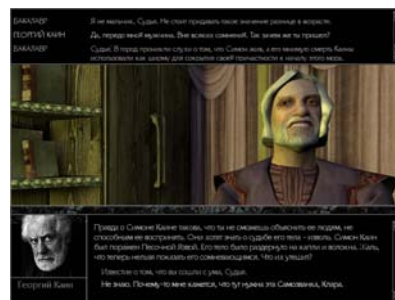 БАКАЛАВР Я не мальчик, Судья. Не стоит придавать такое значение разнице в возрасте.
ГЕОРГИЙ КАИН Да, передо мной мужчина. Вне всяких сомнений. Так зачем же ты пришел?
БАКАЛАВР Судья! В город проникли слухи о том, что Симон жив, а его мнимую смерть Каины
использовали как ширму для сокрытия своей причастности к началу этого мора.
Правда о Симоне Каине такова, что ты не сможешь объяснить ее людям, не
способным ее воспринять. Они хотят знать о судьбе его тела - изволь. Симон Каин
был поражен Песочной Язвой. Его тело было раздернуто на капли и волокна. Жаль,
что теперь нельзя показать его сомневающимся. Что их утешит?
Известие о том, что вы сошли с ума, Судья.
Не знаю. Почему-то мне кажется, что тут нужна эта Самозванка, Клара.
Георгий Каин